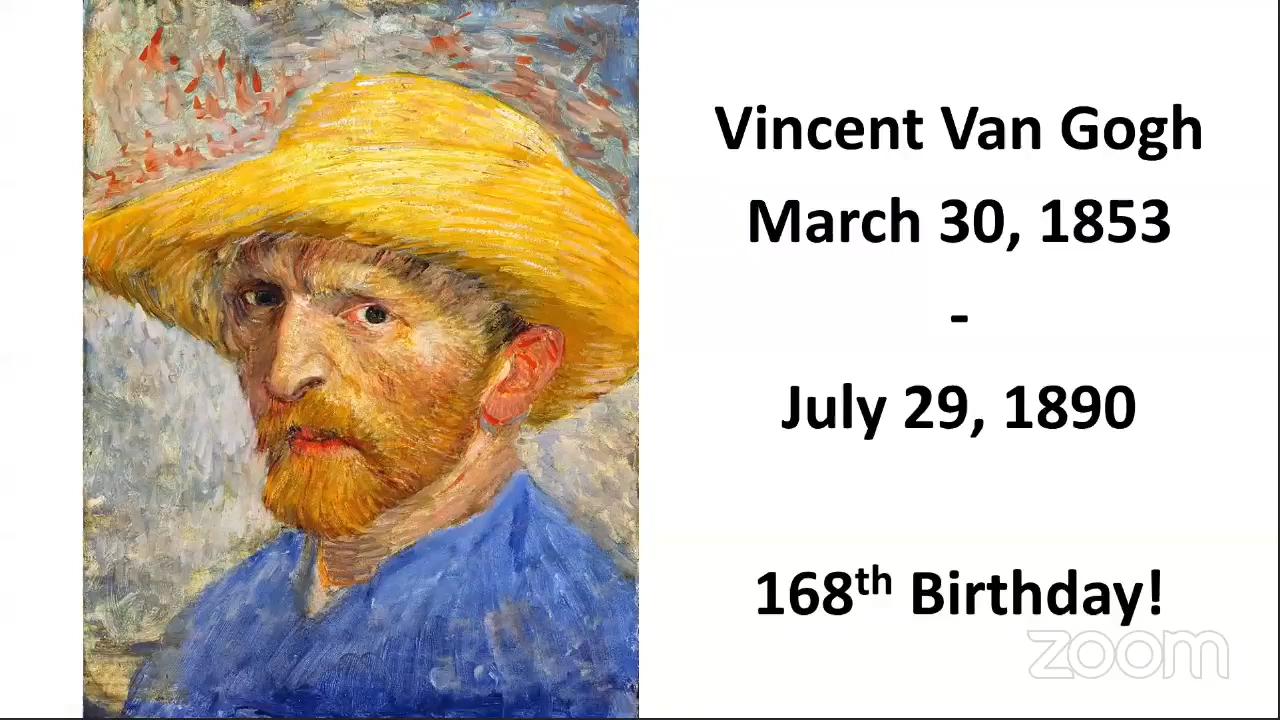 Vincent Van Gogh
March 30, 1853
-
July 29, 1890
168th Birthday!
zoom